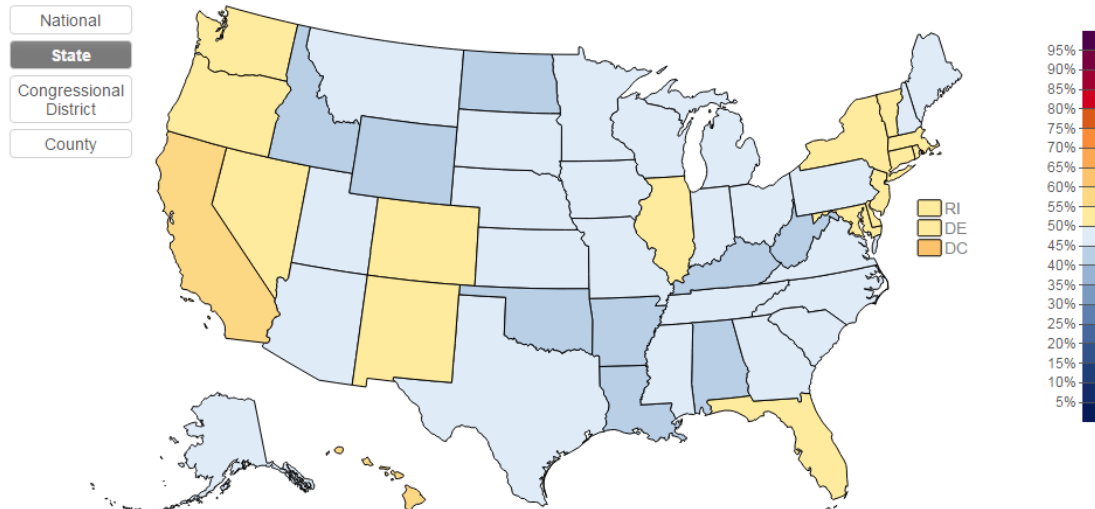 National
State
Congressional
District
County
RI
DE
DC
95%
90%
85%
80%
75%
70%
65%
60%
55%
50%
45%
40%
35%
30%
25%
20%
15%
10%
5%